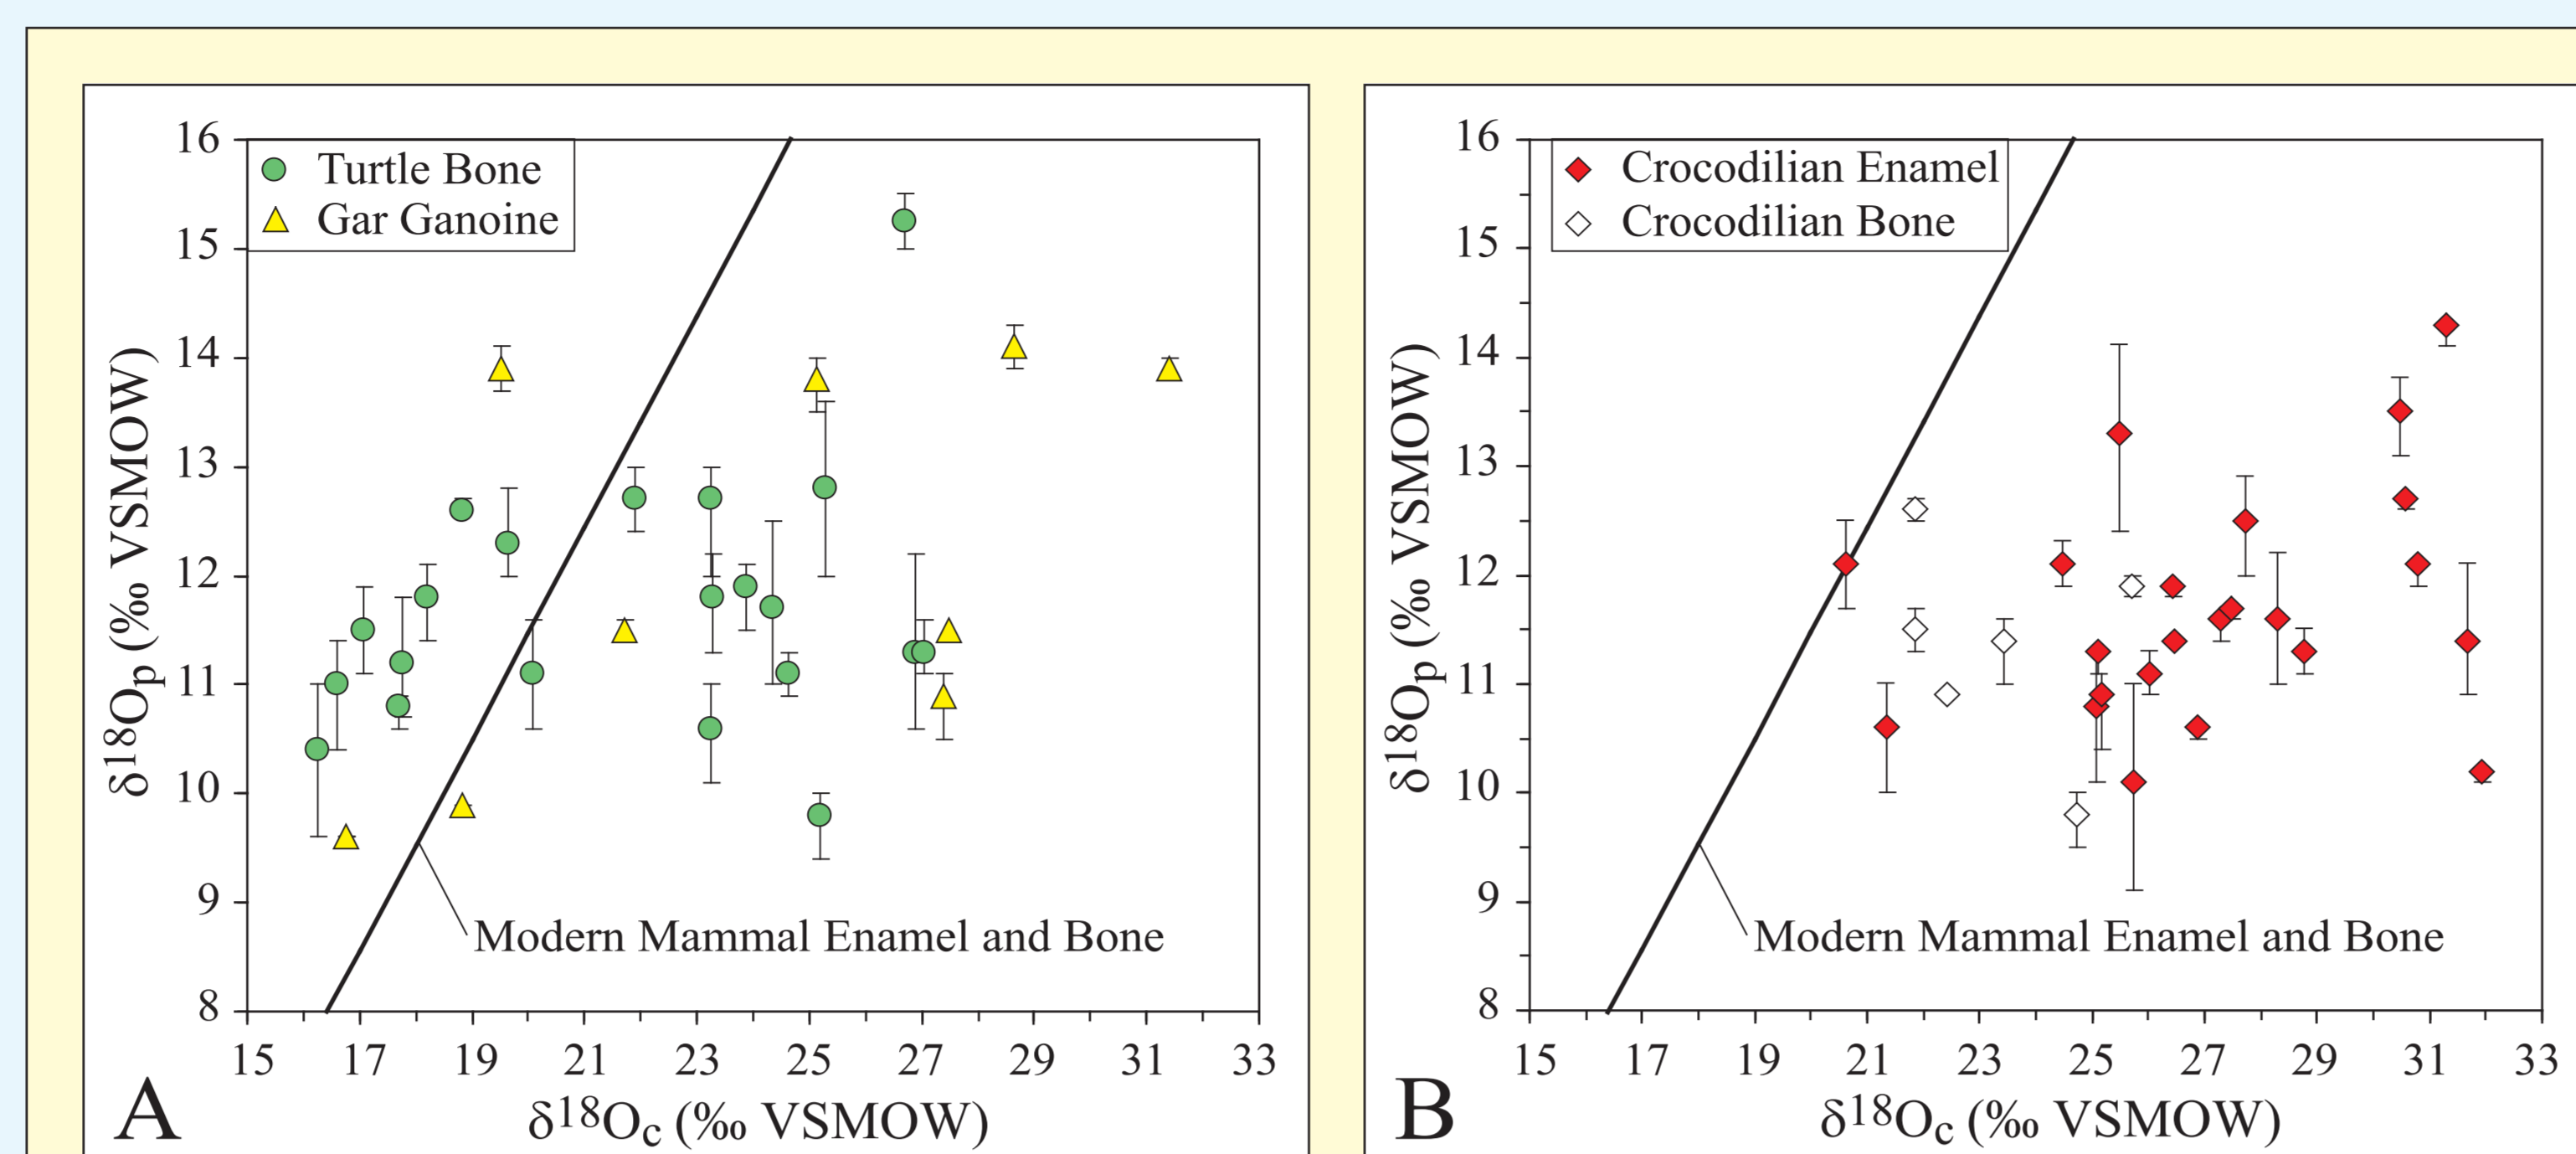 Turtle Bone
Gar Ganoine
16
15
14
13
12
11
10
9
8
δ18Op (‰ VSMOW)
Modern Mammal Enamel and Bone
15 17 19 21 23 25 27 29 31 33
δ18Oc (‰ VSMOW)
A
Crocodilian Enamel
Crocodilian Bone
16
15
14
13
12
11
10
9
8
δ18Op (‰ VSMOW)
Modern Mammal Enamel and Bone
15 17 19 21 23 25 27 29 31 33
δ18Oc (‰ VSMOW)
B